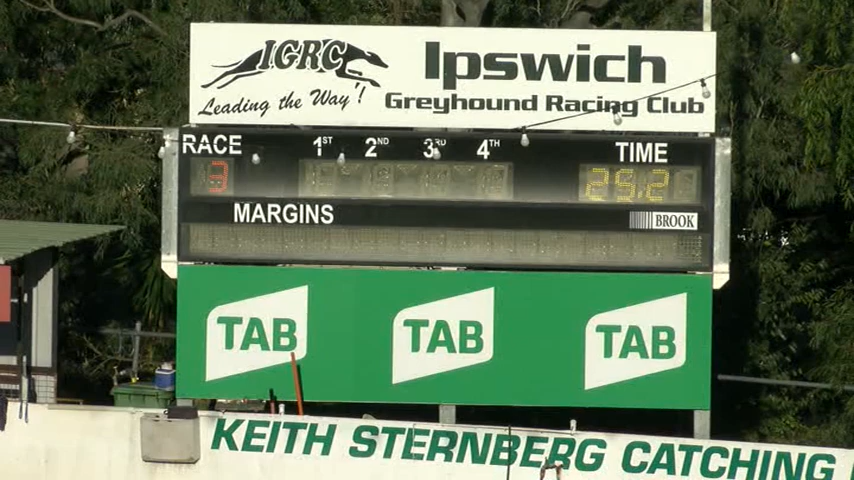 IGRC
Leading the Way!
Ipswich
Greyhound Racing Club
RACE 1ST 2ND 3RD 4TH TIME
3 25.2
MARGINS BROOK
TAB TAB TAB
KEITH STERNBERG CATCHING